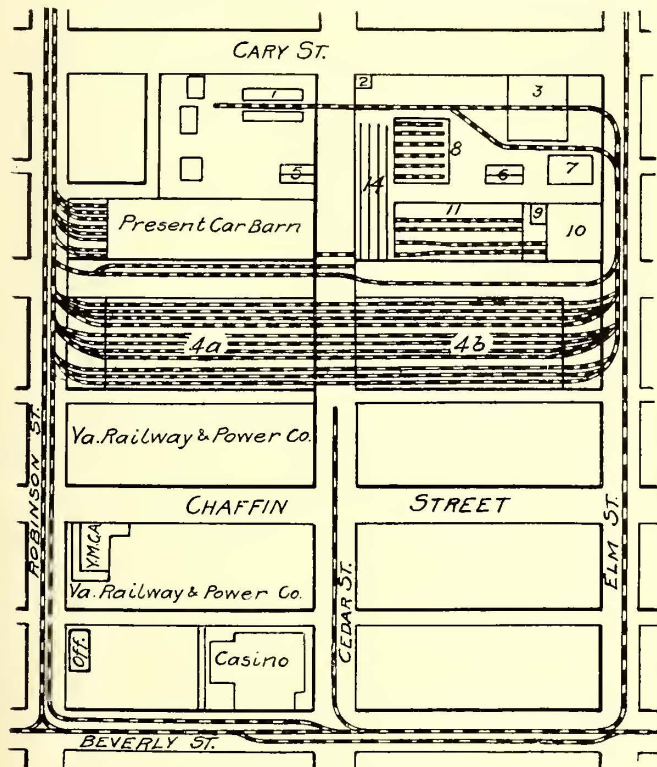 CARY ST.
1
2
3
8
5
14
6
7
11
9
10
Present Car Barn
4a
4b
Va. Railway & Power Co.
ROBINSON ST.
CHAFFIN STREET
ELM ST.
Y.M.C.A.
Va. Railway & Power Co.
CEDAR ST.
Off.
Casino
BEVERLY ST.